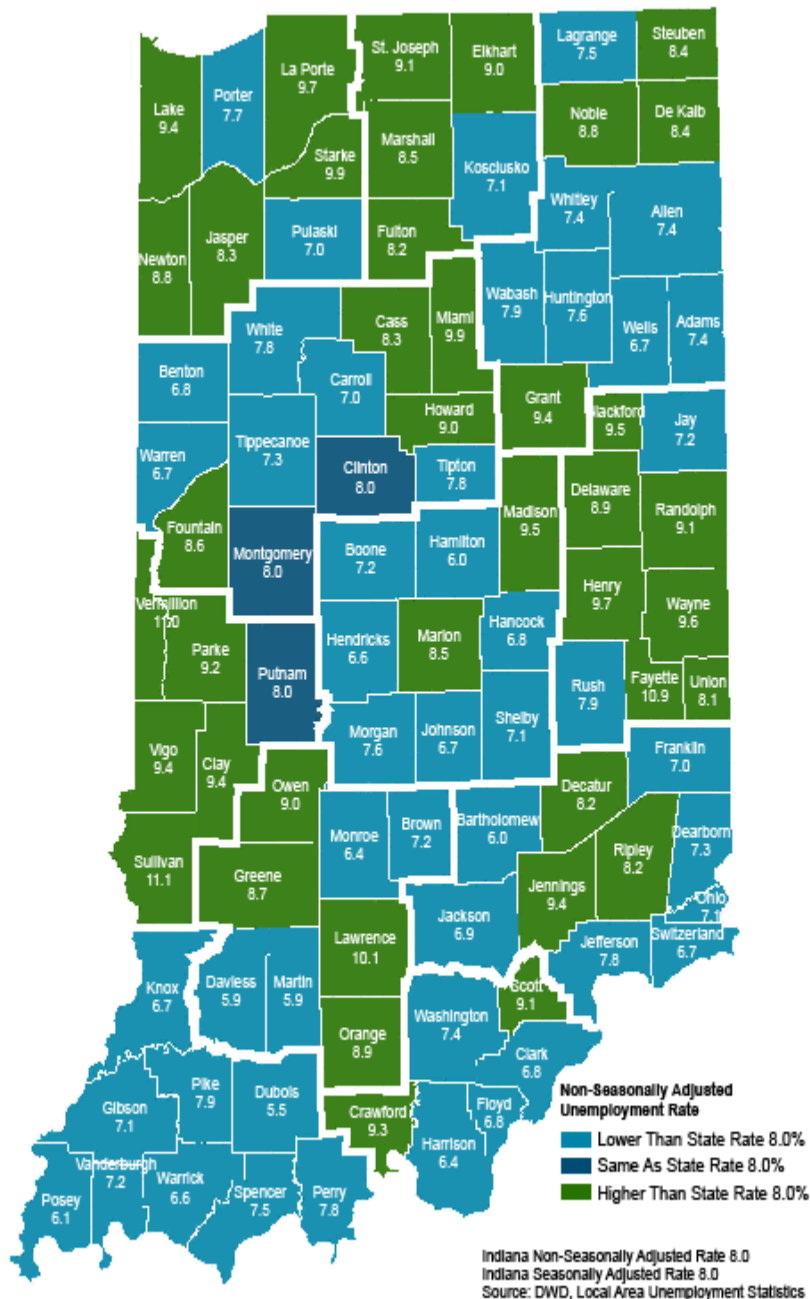 Lake
9.4
Porter
7.7
La Porte
9.7
St. Joseph
9.1
Elkhart
9.0
Lagrange
7.5
Steuben
8.4
Noble
8.8
De Kalb
8.4
Starke
9.9
Marshall
8.5
Kosciusko
7.1
Whitley
7.4
Allen
7.4
Newton
8.8
Jasper
8.3
Pulaski
7.0
Fulton
8.2
Wabash
7.9
Huntington
7.6
Wells
6.7
Adams
7.4
White
7.8
Cass
8.3
Miami
9.9
Benton
6.8
Carroll
7.0
Howard
9.0
Grant
9.4
9.5
Jay
7.2
Warren
6.7
Tippecanoe
7.3
Clinton
8.0
Tipton
7.8
Madison
9.5
Delaware
8.9
Randolph
9.1
Fountain
8.6
Montgomery
8.0
Boone
7.2
Hamilton
6.0
Henry
9.7
Wayne
9.6
Vermillion
Parke
9.2
Putnam
8.0
Hendricks
6.6
Marion
8.5
Hancock
6.8
Rush
7.9
Fayette
10.9
Union
8.1
Vigo
9.4
Clay
9.4
Morgan
7.6
Johnson
6.7
Shelby
7.1
Franklin
7.0
Owen
9.0
Monroe
6.4
Brown
7.2
Bartholomew
6.0
Decatur
8.2
Ripley
8.2
Dearborn
7.3
Sullivan
11.1
Greene
8.7
Jackson
6.9
Jennings
9.4
Ohio
7.1
Lawrence
10.1
Jefferson
7.8
Switzerland
6.7
Knox
6.7
Daviess
5.9
Martin
5.9
Orange
8.9
Washington
7.4
Scott
9.1
Clark
6.8
Gibson
7.1
Pike
7.9
Dubois
5.5
Crawford
9.3
Harrison
6.4
Floyd
6.8
Posey
6.1
Vanderburgh
7.2
Warrick
6.6
Spencer
7.5
Perry
7.8
Non-Seasonally Adjusted
Unemployment Rate
Lower Than State Rate 8.0%
Same As State Rate 8.0%
Higher Than State Rate 8.0%
Indiana Non-Seasonally Adjusted Rate 8.0
Indiana Seasonally Adjusted Rate 8.0
Source: DWD, Local Area Unemployment Statistics